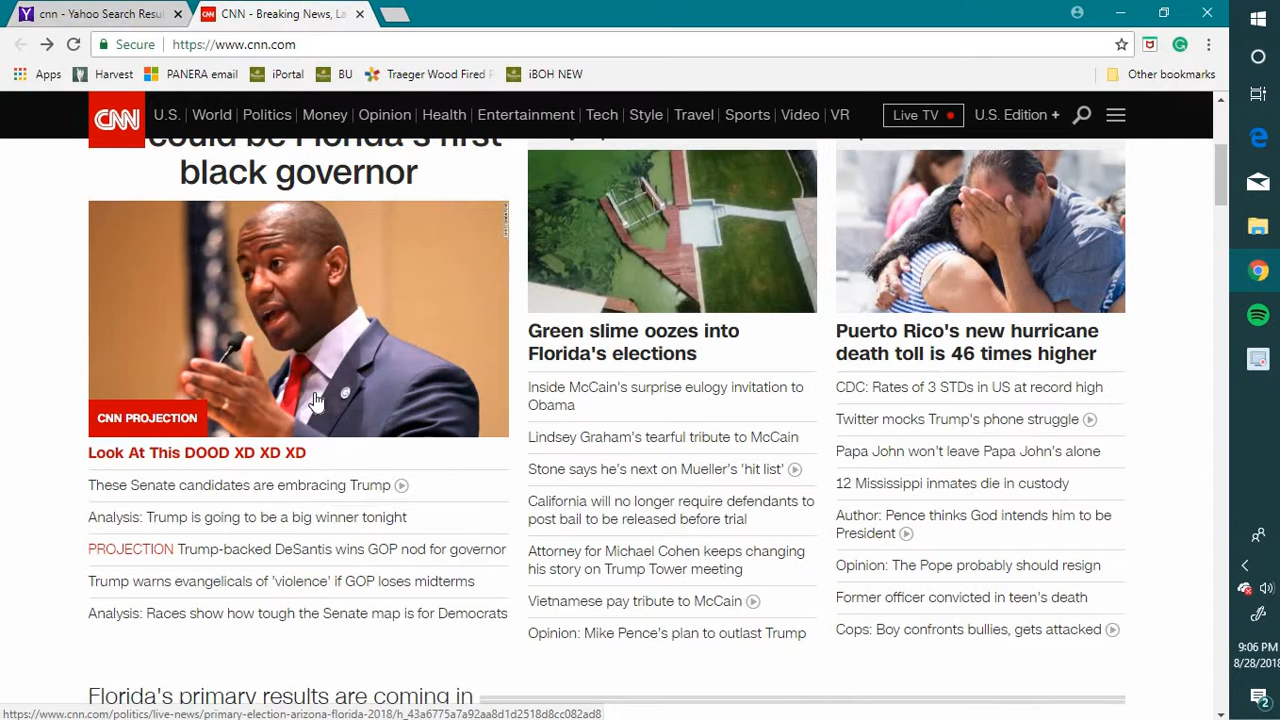 cnn - Yahoo Search Resu
CNN - Breaking News, La
Secure
https://www.cnn.com
Apps
Harvest
PANERA email
iPortal
BU
Traeger Wood Fired
iBOH NEW
Other bookmarks
CNN
U.S.
World
Politics
Money
Opinion
Health
Entertainment
Tech
Style
Travel
Sports
Video
VR
Live TV
U.S. Edition +
could be Florida's first
black governor
CNN PROJECTION
Look At This DOOD XD XD XD
These Senate candidates are embracing Trump
Analysis: Trump is going to be a big winner tonight
PROJECTION Trump-backed DeSantis wins GOP nod for governor
Trump warns evangelicals of 'violence' if GOP loses midterms
Analysis: Races show how tough the Senate map is for Democrats
Green slime oozes into
Florida's elections
Inside McCain's surprise eulogy invitation to
Obama
Lindsey Graham's tearful tribute to McCain
Stone says he's next on Mueller's 'hit list'
California will no longer require defendants to
post bail to be released before trial
Attorney for Michael Cohen keeps changing
his story on Trump Tower meeting
Vietnamese pay tribute to McCain
Opinion: Mike Pence's plan to outlast Trump
Puerto Rico's new hurricane
death toll is 46 times higher
CDC: Rates of 3 STDs in US at record high
Twitter mocks Trump's phone struggle
Papa John won't leave Papa John's alone
12 Mississippi inmates die in custody
Author: Pence thinks God intends him to be
President
Opinion: The Pope probably should resign
Former officer convicted in teen's death
Cops: Boy confronts bullies, gets attacked
Florida's primary results are coming in
https://www.cnn.com/politics/live-news/primary-election-arizona-florida-2018/h_43a6775a7a92aa8d1d2518d8cc082ad8
9:06 PM
8/28/2018
2